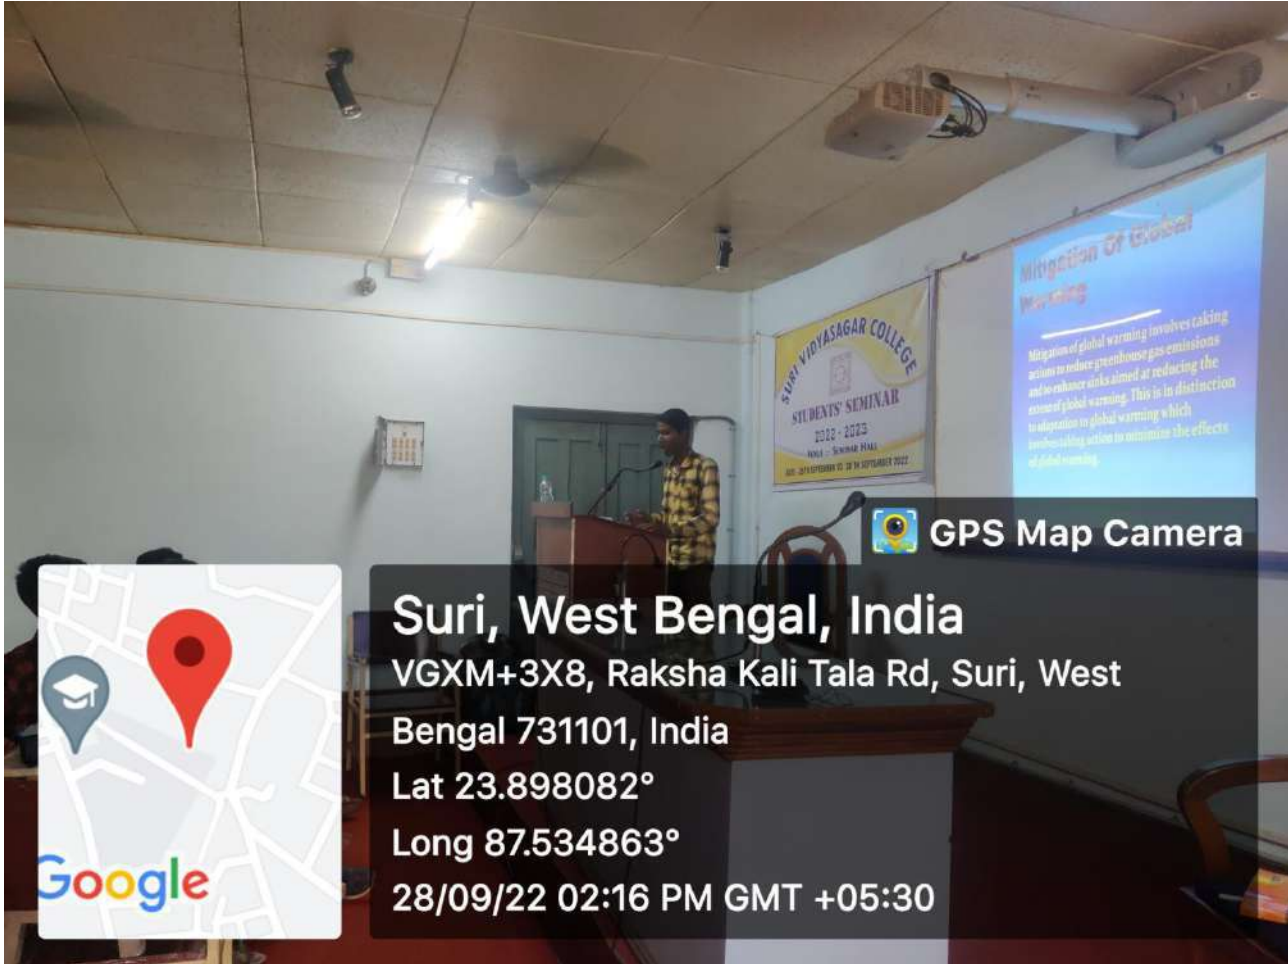 Mitigation Of Global
Warming
Mitigation of global warming involves taking
actions to reduce greenhouse gas emissions
and to enhance sinks aimed at reducing the
extent of global warming. This is in distinction
to adaptation to global warming which
involves taking action to minimize the effects
of global warming.
SURI VIDYASAGAR COLLEGE
STUDENTS' SEMINAR
2022 - 2023
SEMINAR HALL
SEPTEMBER 2022
GPS Map Camera
Suri, West Bengal, India
VGXM+3X8, Raksha Kali Tala Rd, Suri, West
Bengal 731101, India
Lat 23.898082°
Long 87.534863°
28/09/22 02:16 PM GMT +05:30
Google